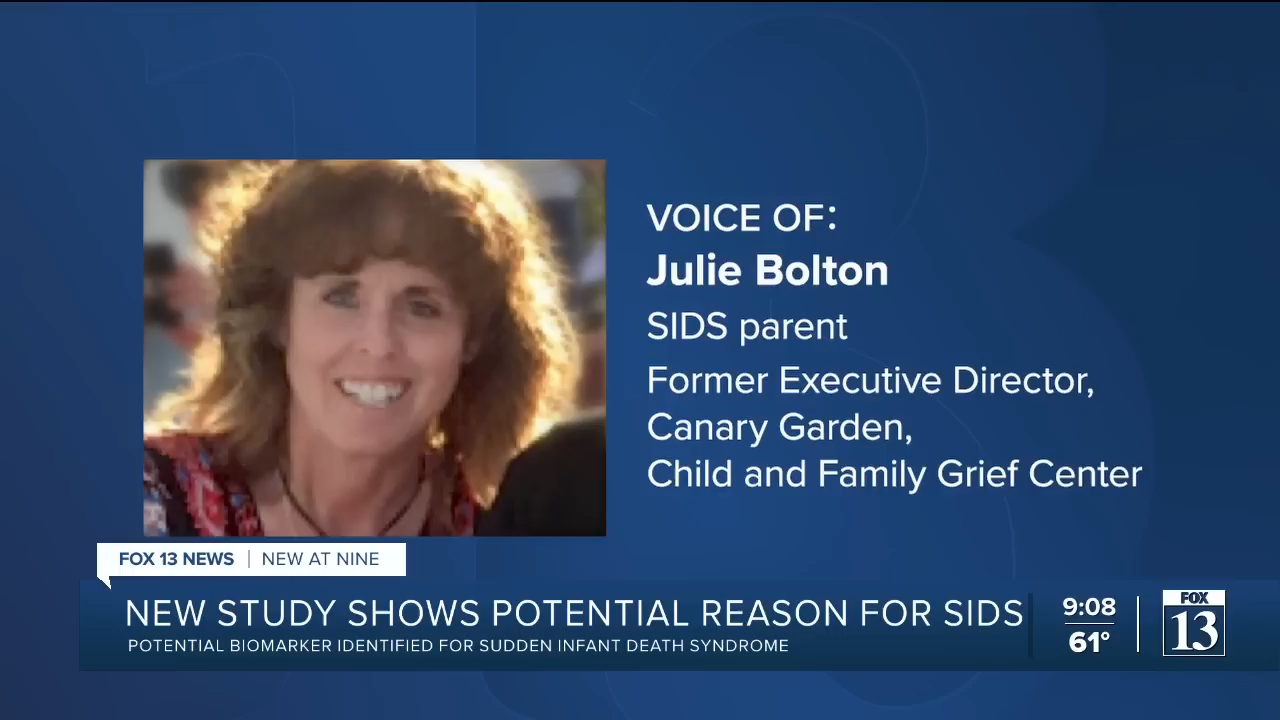 VOICE OF:
Julie Bolton
SIDS parent
Former Executive Director,
Canary Garden,
Child and Family Grief Center
FOX 13 NEWS | NEW AT NINE
NEW STUDY SHOWS POTENTIAL REASON FOR SIDS
POTENTIAL BIOMARKER IDENTIFIED FOR SUDDEN INFANT DEATH SYNDROME
9:08
61°
FOX
13